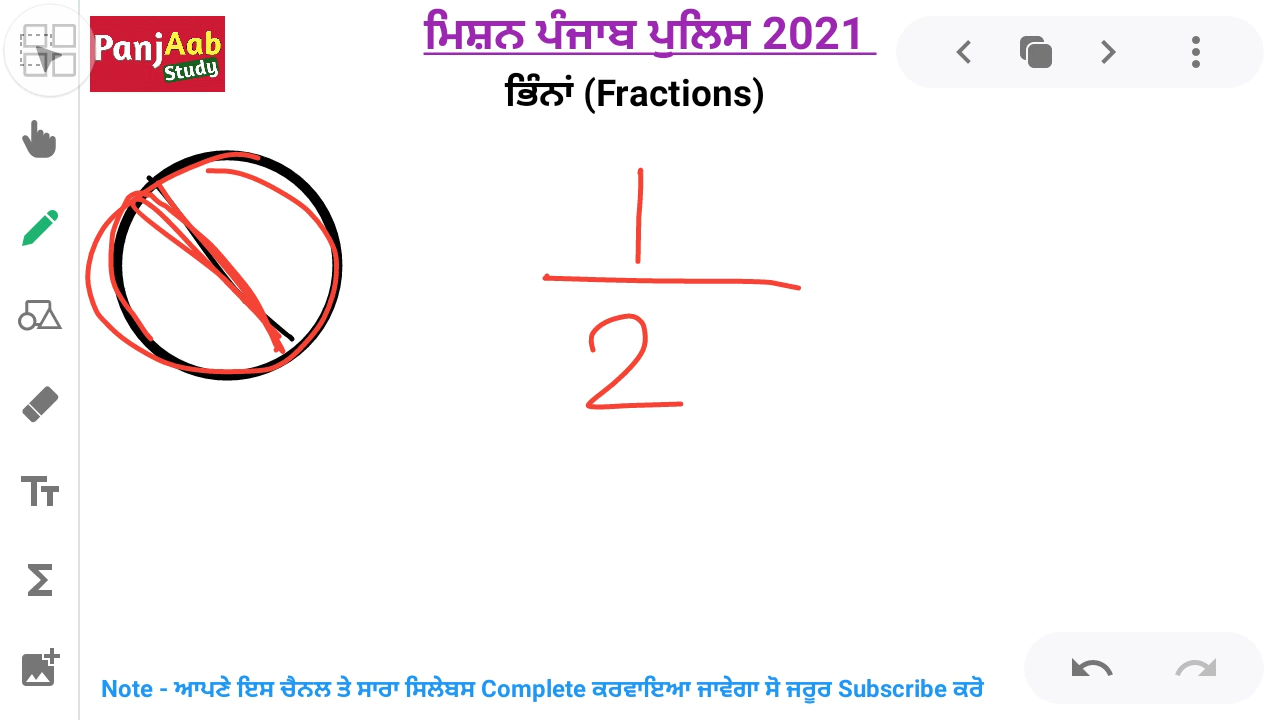 PanjAab
Study
ਮਿਸ਼ਨ ਪੰਜਾਬ ਪੁਲਿਸ 2021
ਭਿੰਨਾਂ (Fractions)
1
2
Note - ਆਪਣੇ ਇਸ ਚੈਨਲ ਤੇ ਸਾਰਾ ਸਿਲੇਬਸ Complete ਕਰਵਾਇਆ ਜਾਵੇਗਾ ਸੋ ਜਰੂਰ Subscribe ਕਰੋ